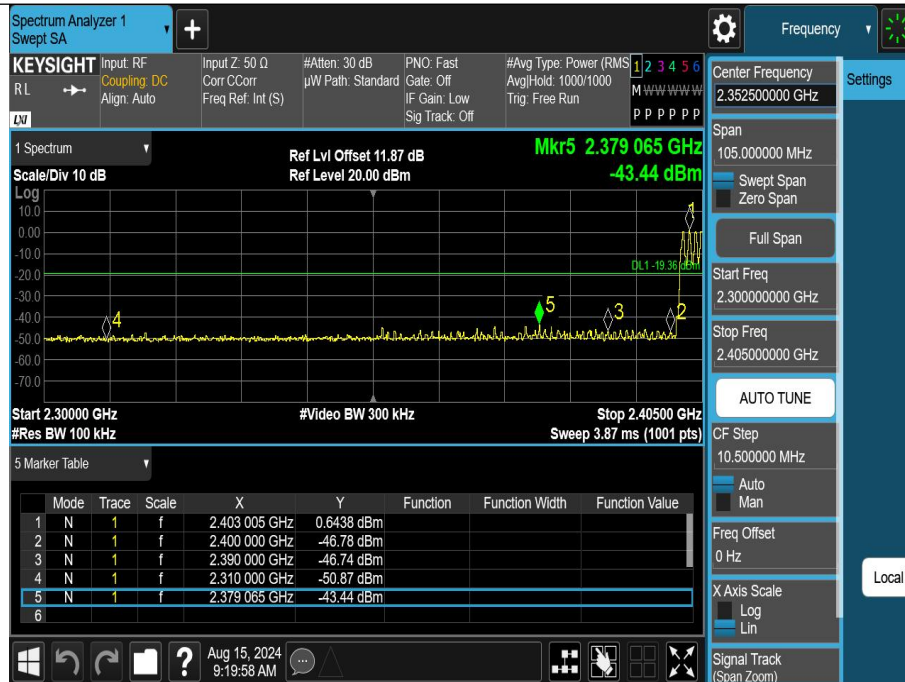 Spectrum Analyzer 1
Swept SA
+
Frequency
KEYSIGHT
RL
LXI
Input: RF
Coupling: DC
Align: Auto
Input Z: 50 Ω
Corr CCorr
Freq Ref: Int (S)
#Atten: 30 dB
µW Path: Standard
PNO: Fast
Gate: Off
IF Gain: Low
Sig Track: Off
#Avg Type: Power (RMS
Avg|Hold: 1000/1000
Trig: Free Run
1 2 3 4 5 6
M W W W W W
P P P P P P
1 Spectrum
Scale/Div 10 dB
Ref Lvl Offset 11.87 dB
Ref Level 20.00 dBm
Mkr5 2.379 065 GHz
-43.44 dBm
Log
10.0
0.00
-10.0
-20.0
-30.0
-40.0
-50.0
-60.0
-70.0
DL1 -19.36 dBm
1
2
3
4
5
Start 2.30000 GHz
#Video BW 300 kHz
Stop 2.40500 GHz
#Res BW 100 kHz
Sweep 3.87 ms (1001 pts)
5 Marker Table
Mode Trace Scale X Y Function Function Width Function Value
1 N 1 f 2.403 005 GHz 0.6438 dBm
2 N 1 f 2.400 000 GHz -46.78 dBm
3 N 1 f 2.390 000 GHz -46.74 dBm
4 N 1 f 2.310 000 GHz -50.87 dBm
5 N 1 f 2.379 065 GHz -43.44 dBm
6
?
Aug 15, 2024
9:19:58 AM
Center Frequency
2.352500000 GHz
Settings
Span
105.000000 MHz
Swept Span
Zero Span
Full Span
Start Freq
2.300000000 GHz
Stop Freq
2.405000000 GHz
AUTO TUNE
CF Step
10.500000 MHz
Auto
Man
Freq Offset
0 Hz
Local
X Axis Scale
Log
Lin
Signal Track
(Span Zoom)